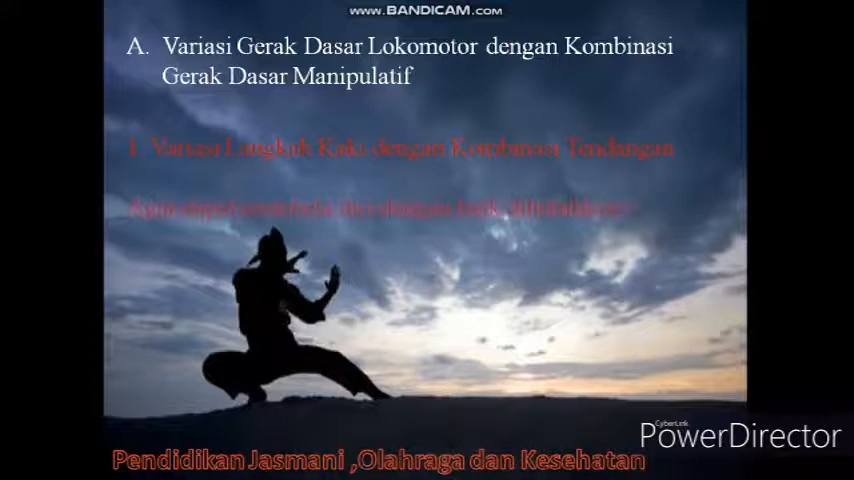 WWW.BANDICAM.COM
A. Variasi Gerak Dasar Lokomotor dengan Kombinasi
Gerak Dasar Manipulatif
1. Variasi Langkah Kaki dengan Kombinasi Tendangan
CyberLink
PowerDirector
Pendidikan Jasmani ,Olahraga dan Kesehatan